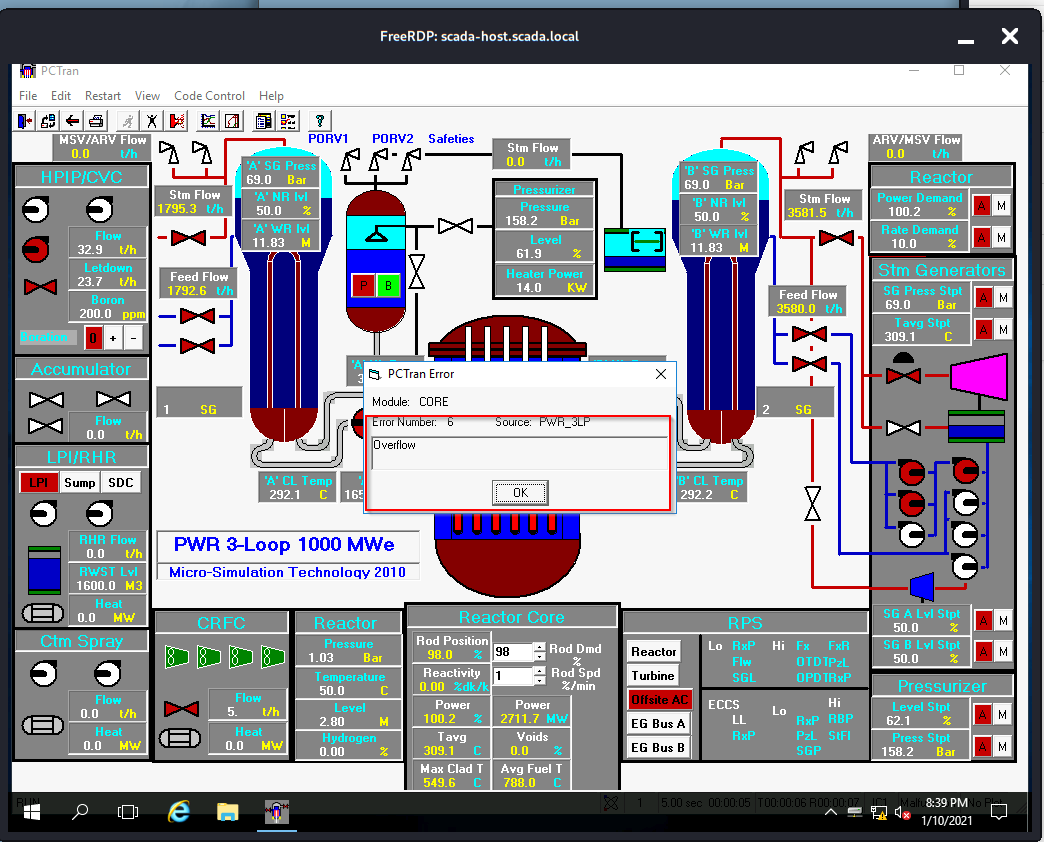 FreeRDP: scada-host.scada.local
PCTran
File Edit Restart View Code Control Help
MSV/ARV Flow
0.0 t/h
PORV1 PORV2 Safeties
Stm Flow
0.0 t/h
ARV/MSV Flow
0.0 t/h
HPIP/CVC
Flow
32.9 t/h
Letdown
23.7 t/h
Boron
200.0 ppm
0 + -
Accumulator
Flow
0.0 t/h
LPI/RHR
LPI Sump SDC
RHR Flow
0.0 t/h
RWST Lvl
1600.0 M3
Heat
0.0 MW
Ctm Spray
Flow
0.0 t/h
Heat
0.0 MW
Stm Flow
1795.3 t/h
Feed Flow
1792.6 t/h
1 SG
'A' SG Press
69.0 Bar
'A' NR lvl
50.0 %
'A' WR lvl
11.83 M
P B
Pressurizer
Pressure
158.2 Bar
Level
61.9 %
Heater Power
14.0 KW
'B' SG Press
69.0 Bar
'B' NR lvl
50.0 %
'B' WR lvl
11.83 M
Stm Flow
3581.5 t/h
Feed Flow
3580.0 t/h
2 SG
'A' CL Temp
292.1 C
165
'B' CL Temp
292.2 C
PCTran Error
Module: CORE
Error Number: 6 Source: PWR_3LP
Overflow
OK
PWR 3-Loop 1000 MWe
Micro-Simulation Technology 2010
Reactor
Power Demand
100.2 % A M
Rate Demand
10.0 % A M
Stm Generators
SG Press Stpt
69.0 Bar A M
Tavg Stpt
309.1 C A M
SG A Lvl Stpt
50.0 % A M
SG B Lvl Stpt
50.0 % A M
Pressurizer
Level Stpt
62.1 % A M
Press Stpt
158.2 Bar A M
CRFC
Flow
5. t/h
Heat
0.0 MW
Reactor
Pressure
1.03 Bar
Temperature
50.0 C
Level
2.80 M
Hydrogen
0.00 %
Reactor Core
Rod Position
98.0 %
98 Rod Dmd
%
Reactivity
0.00 %dk/k
1 Rod Spd
%/min
Power
100.2 %
Power
2711.7 MW
Tavg
309.1 C
Voids
0.0 %
Max Clad T
549.6 C
Avg Fuel T
788.0 C
RPS
Reactor
Turbine
Offsite AC
EG Bus A
EG Bus B
Lo RxP Hi Fx FxR
Flw OTDT PzL
SGL OPDT RxP
ECCS Lo Hi
LL RxP RBP
RxP PzL StFl
SGP
RUN
1 5.00 sec 00:00:05 T00:00:06 R00:00:07
8:39 PM
1/10/2021